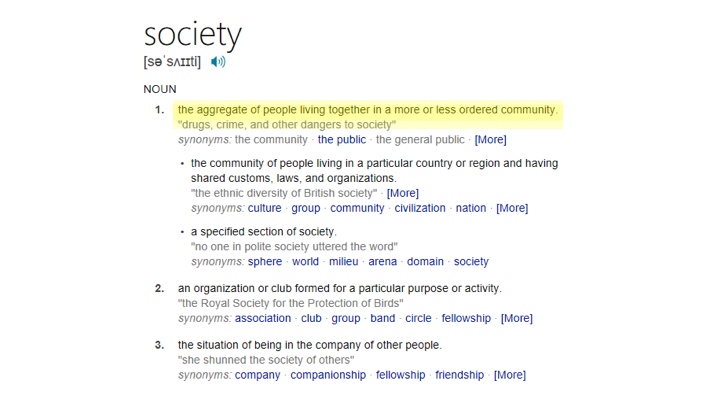 society
[səˈsʌɪɪti]
NOUN
1. the aggregate of people living together in a more or less ordered community.
"drugs, crime, and other dangers to society"
synonyms: the community · the public · the general public · [More]
• the community of people living in a particular country or region and having
shared customs, laws, and organizations.
"the ethnic diversity of British society" · [More]
synonyms: culture · group · community · civilization · nation · [More]
• a specified section of society.
"no one in polite society uttered the word"
synonyms: sphere · world · milieu · arena · domain · society
2. an organization or club formed for a particular purpose or activity.
"the Royal Society for the Protection of Birds"
synonyms: association · club · group · band · circle · fellowship · [More]
3. the situation of being in the company of other people.
"she shunned the society of others"
synonyms: company · companionship · fellowship · friendship · [More]